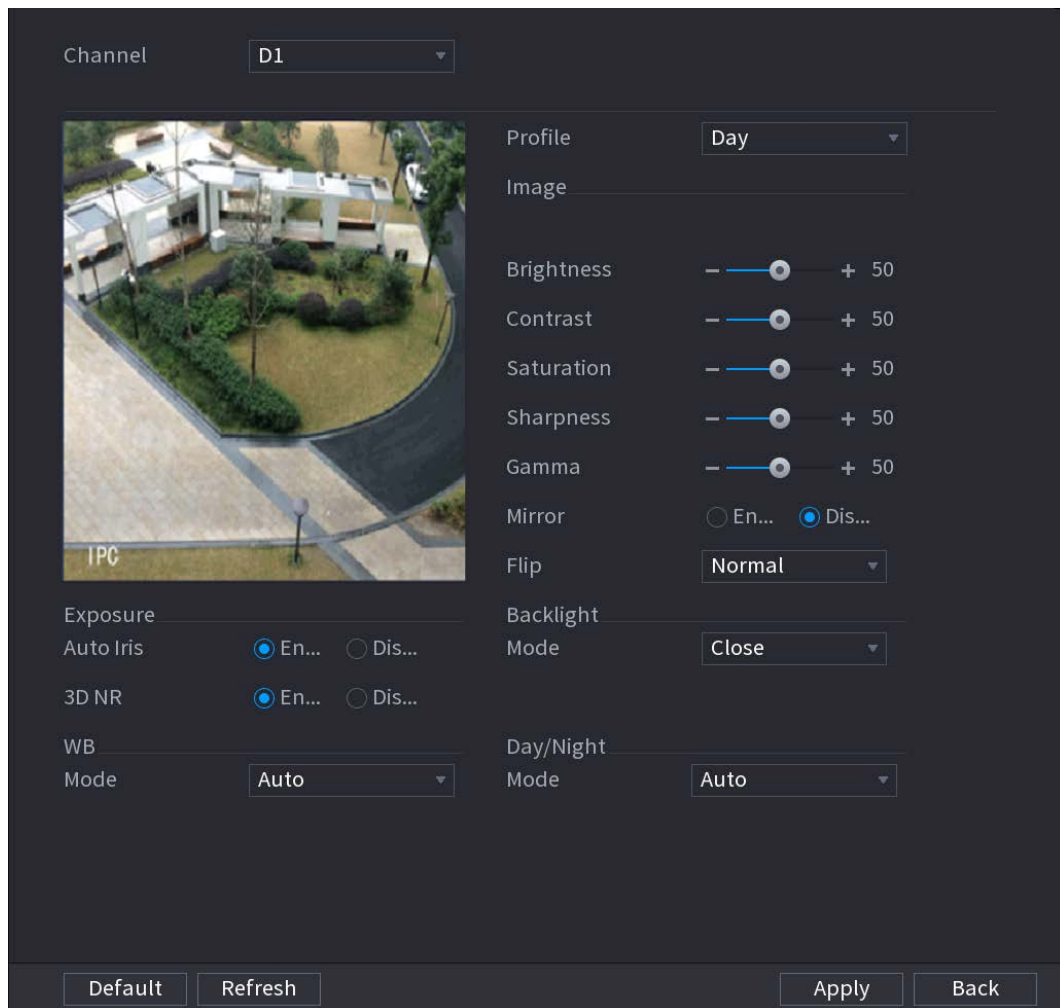 Channel D1
Profile Day
Image
Brightness 50
Contrast 50
Saturation 50
Sharpness 50
Gamma 50
Mirror En... Dis...
IPC
Flip Normal
Exposure Backlight
Auto Iris En... Dis... Mode Close
3D NR En... Dis...
WB Day/Night
Mode Auto Mode Auto
Default Refresh Apply Back